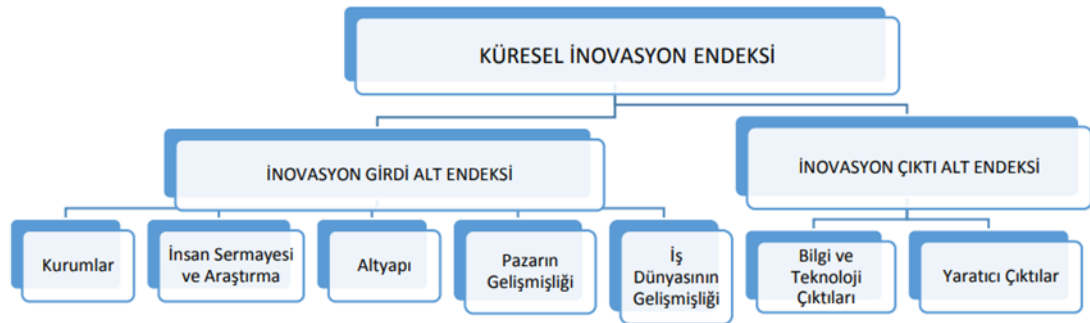 KÜRESEL İNOVASYON ENDEKSİ
İNOVASYON GİRDİ ALT ENDEKSİ
İNOVASYON ÇIKTI ALT ENDEKSİ
Kurumlar
İnsan Sermayesi
ve Araştırma
Altyapı
Pazarın
Gelişmişliği
İş
Dünyasının
Gelişmişliği
Bilgi ve
Teknoloji
Çıktıları
Yaratıcı Çıktılar